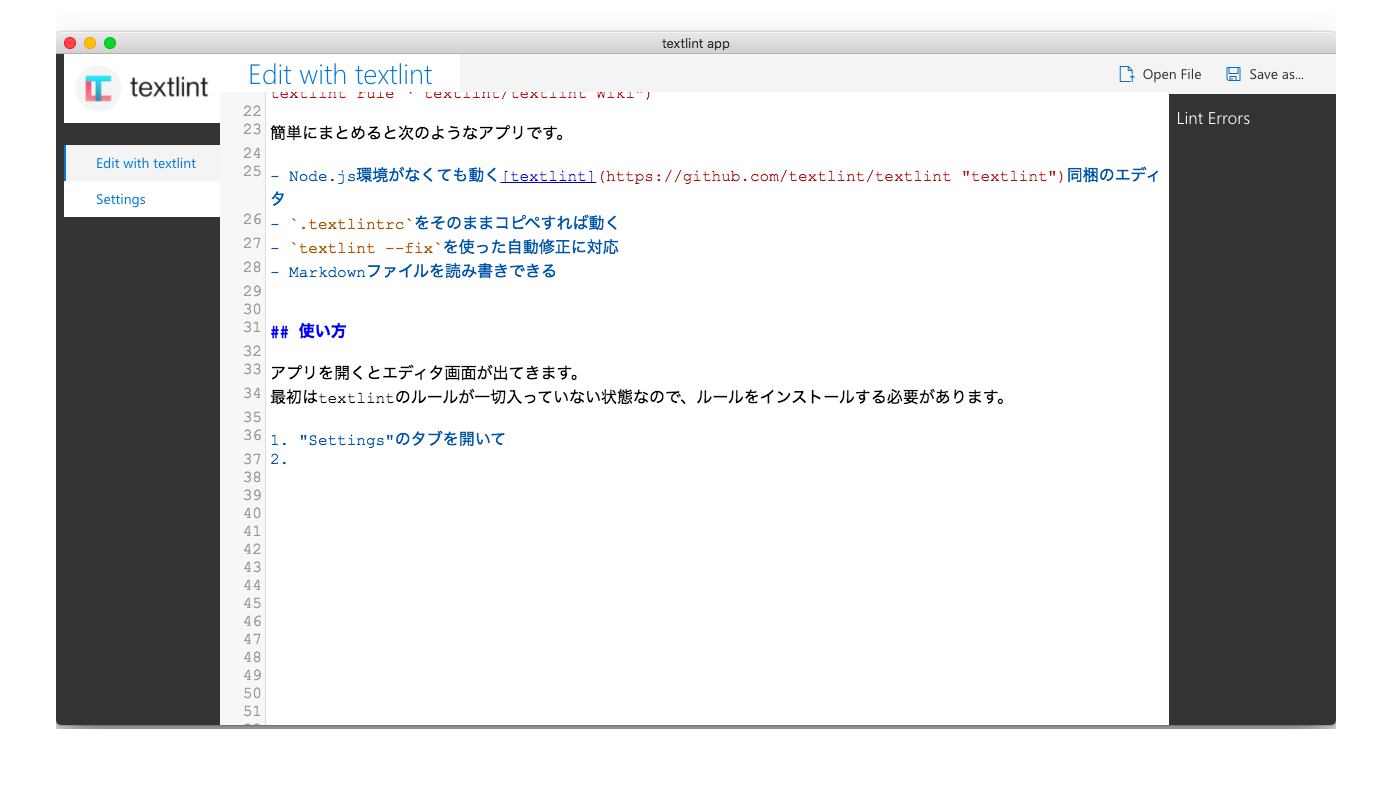 textlint app
textlint
Edit with textlint
Open File
Save as...
Edit with textlint
Settings
textlint rule · textlint/textlint Wiki")
22
23 簡単にまとめると次のようなアプリです。
24
25 - Node.js環境がなくても動く[textlint](https://github.com/textlint/textlint "textlint")同梱のエディ
タ
26 - `.textlintrc`をそのままコピペすれば動く
27 - `textlint --fix`を使った自動修正に対応
28 - Markdownファイルを読み書きできる
29
30
31 ## 使い方
32
33 アプリを開くとエディタ画面が出てきます。
34 最初はtextlintのルールが一切入っていない状態なので、ルールをインストールする必要があります。
35
36 1. "Settings"のタブを開いて
37 2.
38
39
40
41
42
43
44
45
46
47
48
49
50
51
Lint Errors